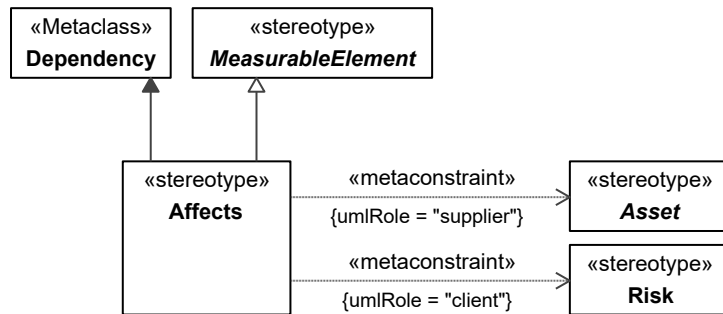 «Metaclass»
Dependency
«stereotype»
MeasurableElement
«stereotype»
Affects
«metaconstraint»
{umlRole = "supplier"}
«stereotype»
Asset
«metaconstraint»
{umlRole = "client"}
«stereotype»
Risk